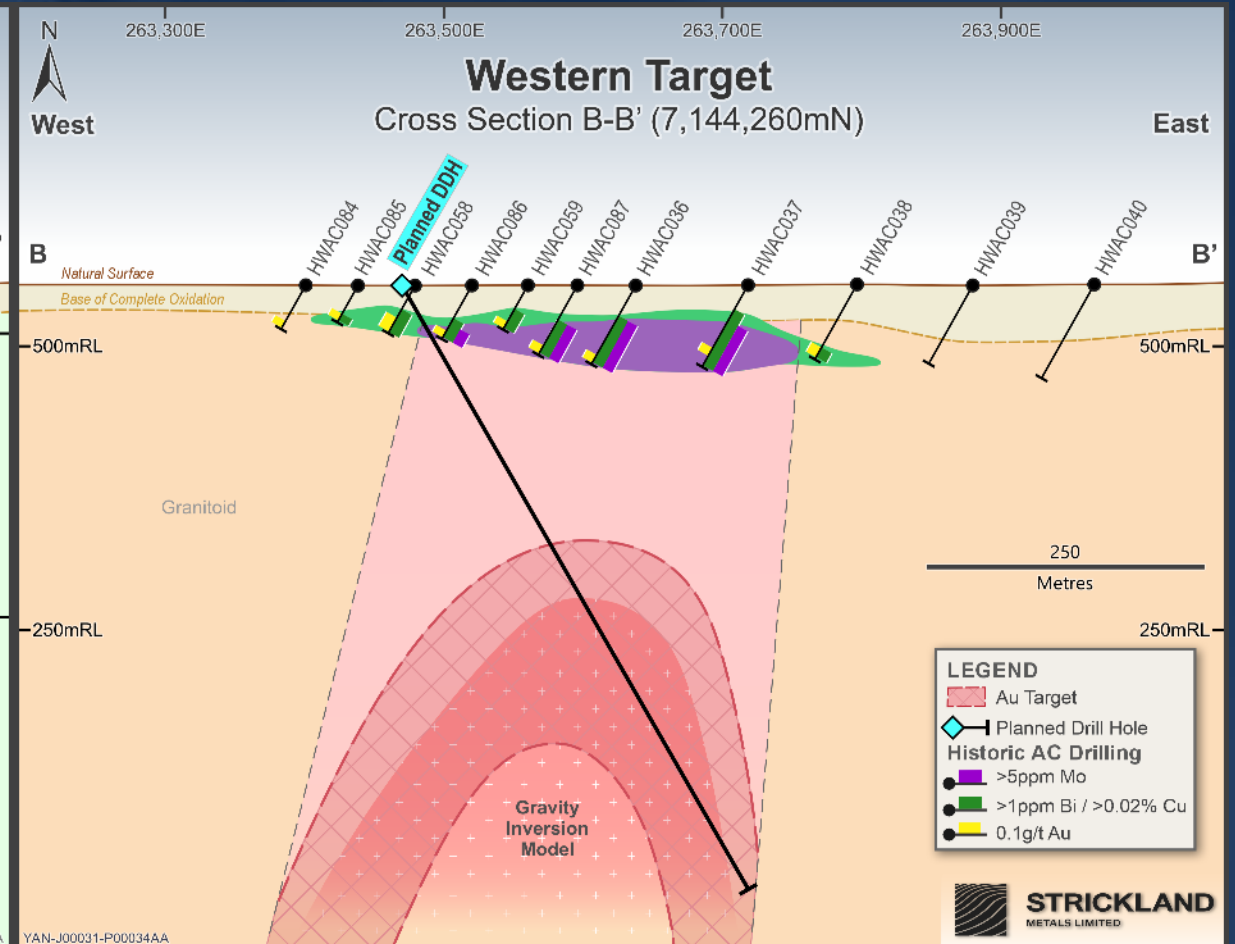 263,300E
263,500E
263,700E
263,900E
N
Western Target
Cross Section B-B’ (7,144,260mN)
West
East
B
B’
HWAC084
HWAC085
Planned DDH
HWAC058
HWAC086
HWAC059
HWAC087
HWAC036
HWAC037
HWAC038
HWAC039
HWAC040
Natural Surface
Base of Complete Oxidation
500mRL
500mRL
Granitoid
250
Metres
250mRL
250mRL
LEGEND
Au Target
Planned Drill Hole
Historic AC Drilling
>5ppm Mo
>1ppm Bi / >0.02% Cu
0.1g/t Au
Gravity
Inversion
Model
STRICKLAND
METALS LIMITED
YAN-J00031-P00034AA